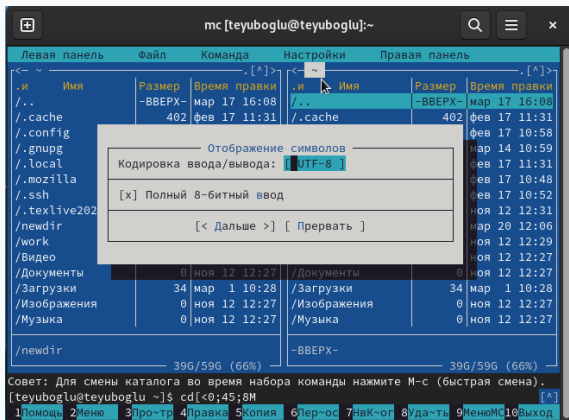 mc [teyuboglu@teyuboglu]:~
Левая панель Файл Команда Настройки Правая панель
<— ~ .[^]> <— ~ .[^]>
.и Имя Размер Время правки .и Имя Размер Время правки
/.. -ВВЕРХ- мар 17 16:08 /.. -ВВЕРХ- мар 17 16:08
/.cache 402 фев 17 11:31 /.cache 402 фев 17 11:31
/.config фев 17 10:58
/.gnupg мар 14 10:59
/.local фев 17 11:31
/.mozilla фев 17 10:48
/.ssh фев 17 10:52
/.texlive202 ноя 12 12:31
/newdir мар 20 12:06
/work ноя 12 12:29
/Видео ноя 12 12:27
Отображение символов
Кодировка ввода/вывода: [ UTF-8 ]
[x] Полный 8-битный ввод
[< Дальше >] [ Прервать ]
/Документы 0 ноя 12 12:27 /Документы 0 ноя 12 12:27
/Загрузки 34 мар 1 10:28 /Загрузки 34 мар 1 10:28
/Изображения 0 ноя 12 12:27 /Изображения 0 ноя 12 12:27
/Музыка 0 ноя 12 12:27 /Музыка 0 ноя 12 12:27
/newdir -ВВЕРХ-
39G/59G (66%) 39G/59G (66%)
Совет: Для смены каталога во время набора команды нажмите M-c (быстрая смена).
[teyuboglu@teyuboglu ~]$ cd[<0;45;8M [^]
1Помощь 2Меню 3Про~тр 4Правка 5Копия 6Пер~ос 7НвК~ог 8Уда~ть 9МенюMC 10Выход